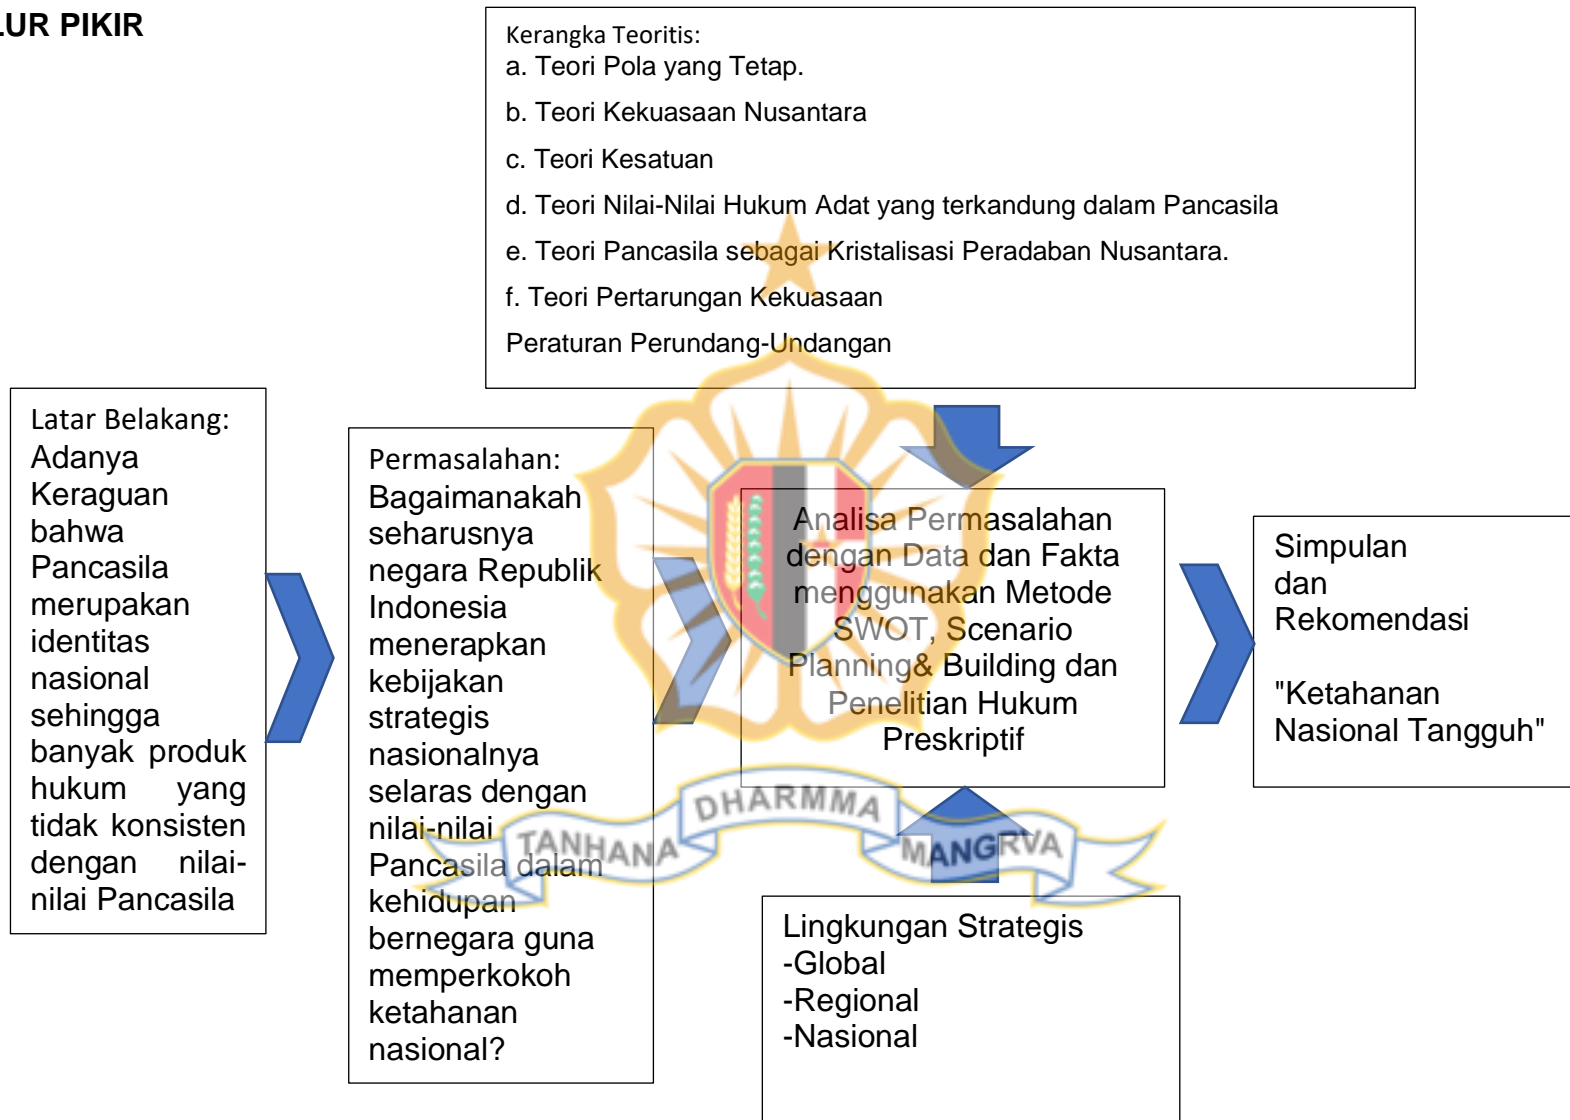 LUR PIKIR
Kerangka Teoritis:
a. Teori Pola yang Tetap.
b. Teori Kekuasaan Nusantara
c. Teori Kesatuan
d. Teori Nilai-Nilai Hukum Adat yang terkandung dalam Pancasila
e. Teori Pancasila sebagai Kristalisasi Peradaban Nusantara.
f. Teori Pertarungan Kekuasaan
Peraturan Perundang-Undangan
Latar Belakang:
Adanya
Keraguan
bahwa
Pancasila
merupakan
identitas
nasional
sehingga
banyak produk
hukum yang
tidak konsisten
dengan nilai-
nilai Pancasila
Permasalahan:
Bagaimanakah
seharusnya
negara Republik
Indonesia
menerapkan
kebijakan
strategis
nasionalnya
selaras dengan
nilai-nilai
Pancasila dalam
kehidupan
bernegara guna
memperkokoh
ketahanan
nasional?
Analisa Permasalahan
dengan Data dan Fakta
menggunakan Metode
SWOT, Scenario
Planning& Building dan
Penelitian Hukum
Preskriptif
Simpulan
dan
Rekomendasi
"Ketahanan
Nasional Tangguh"
TANHANA DHARMMA MANGRVA
Lingkungan Strategis
-Global
-Regional
-Nasional